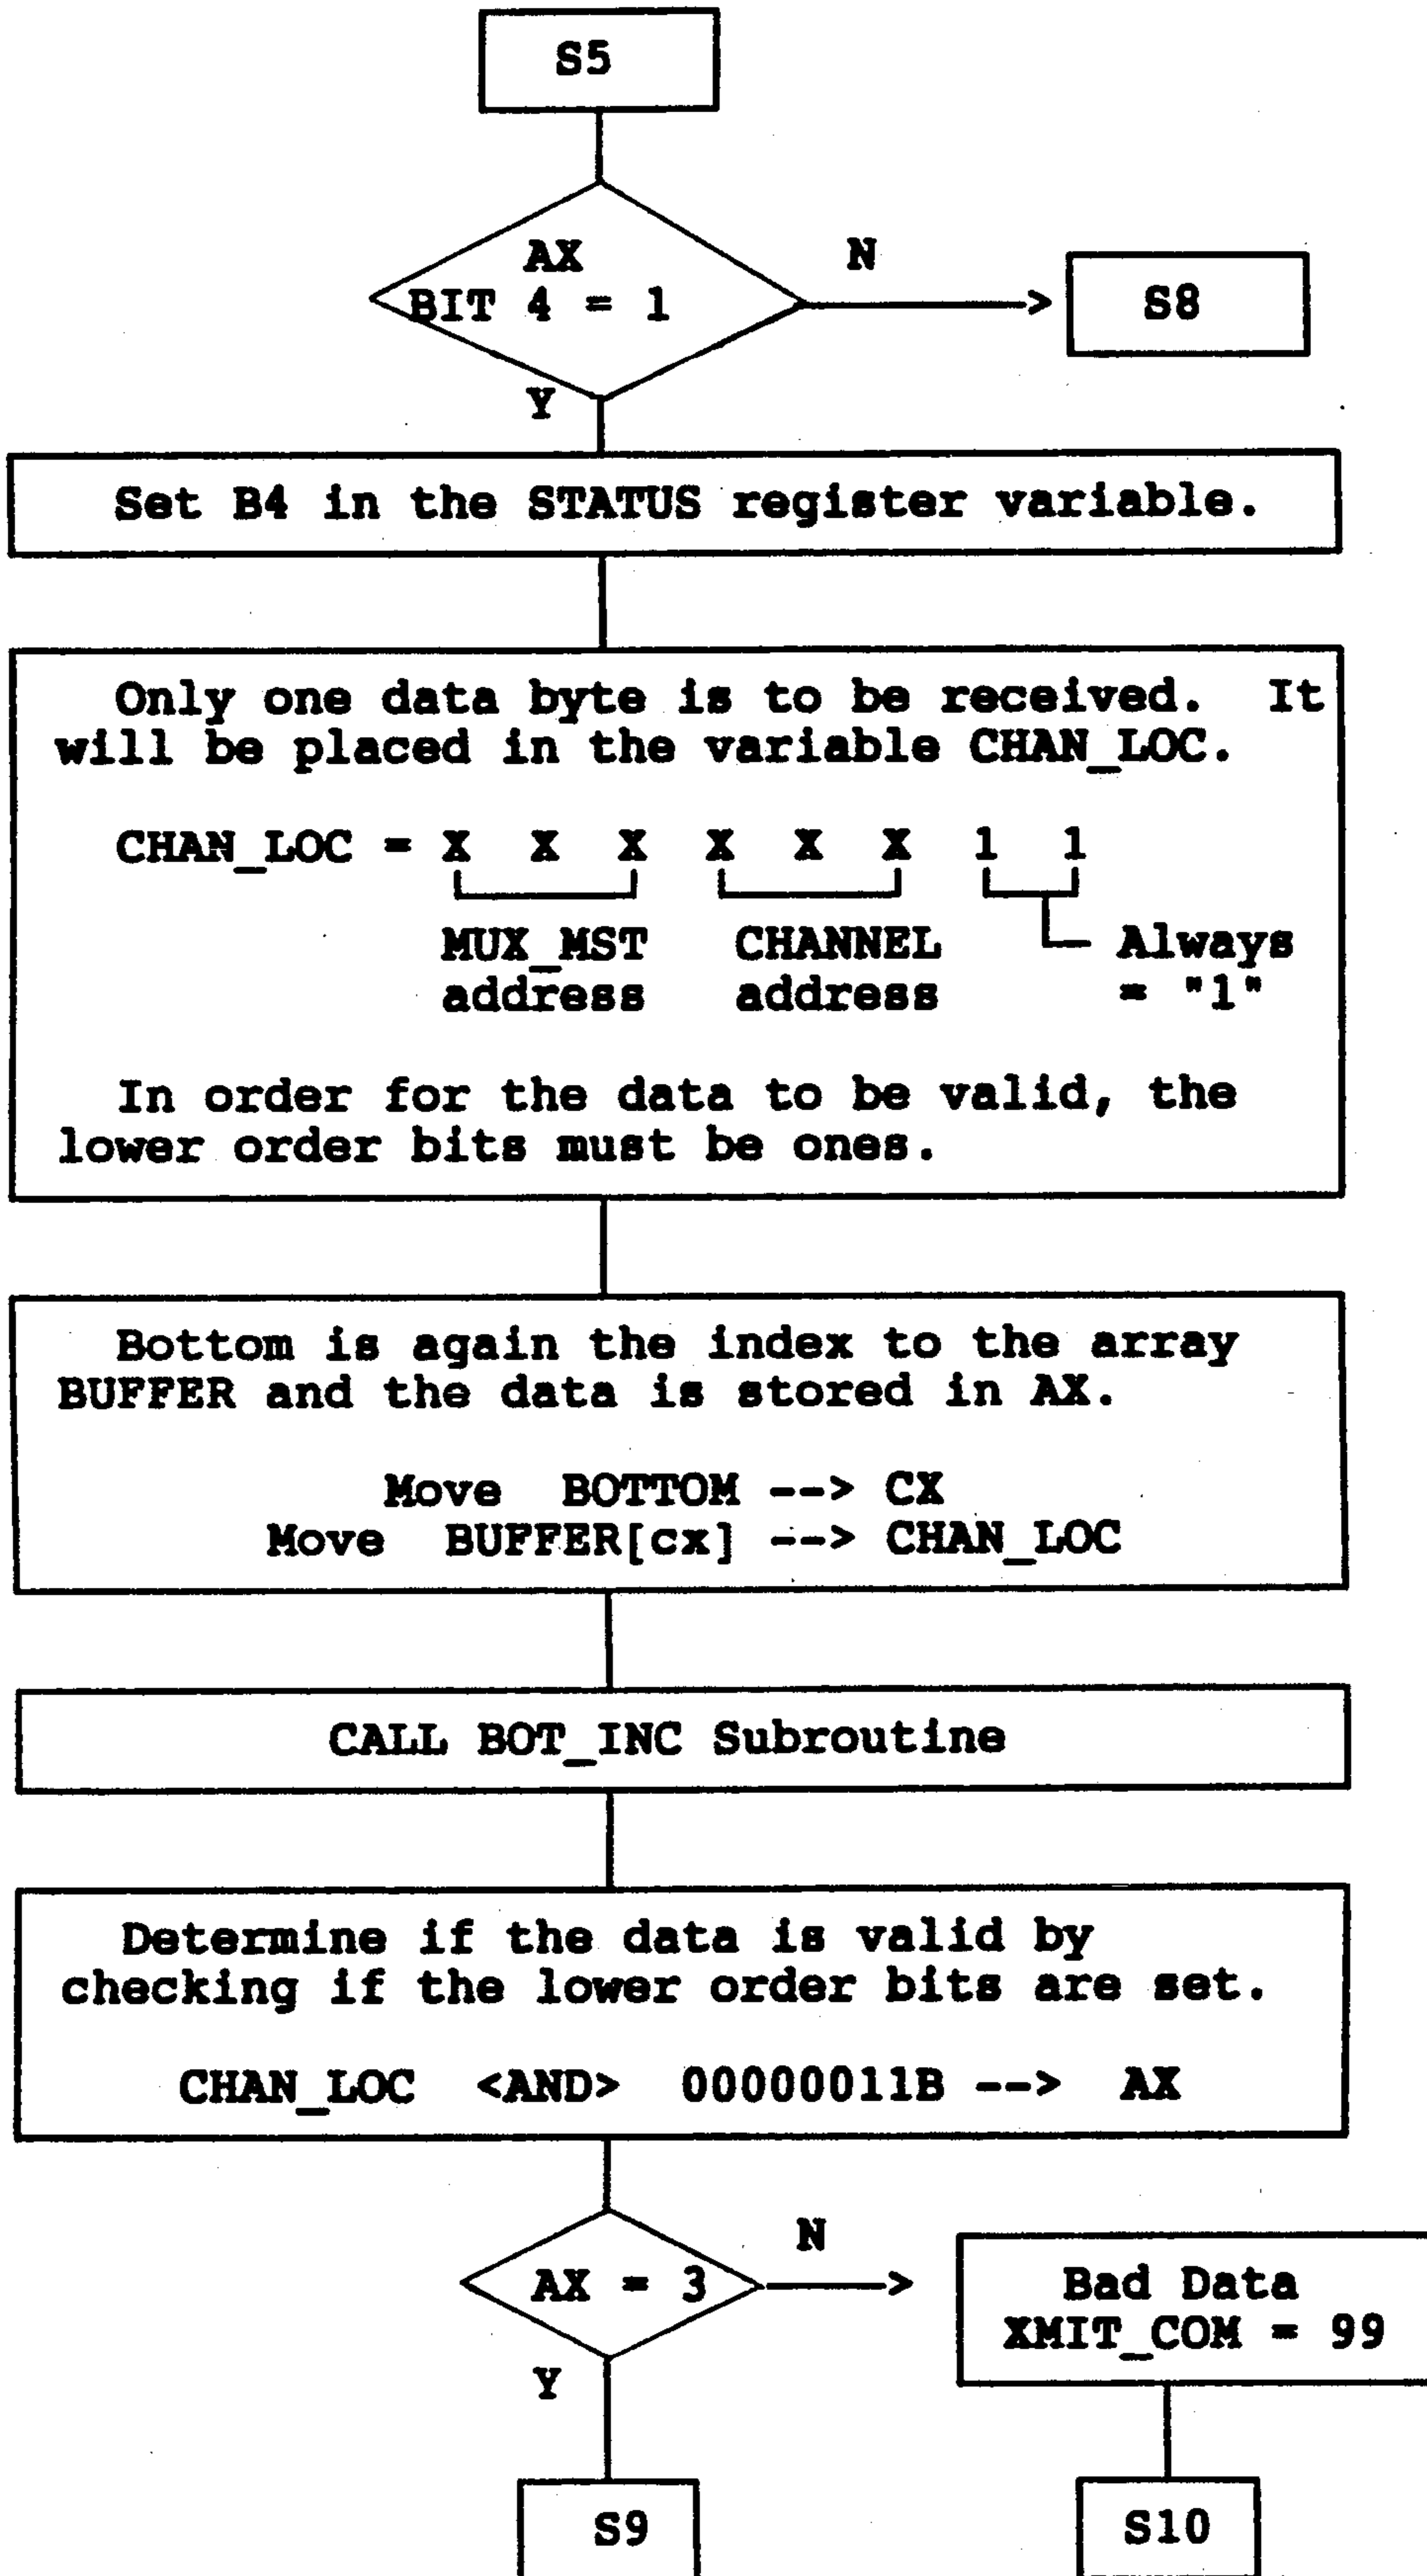 S5
AX
BIT 4 = 1
N
S8
Y
Set B4 in the STATUS register variable.
Only one data byte is to be received. It
will be placed in the variable CHAN_LOC.
CHAN_LOC = X X X X X X 1 1
MUX_MST CHANNEL Always
address address = "1"
In order for the data to be valid, the
lower order bits must be ones.
Bottom is again the index to the array
BUFFER and the data is stored in AX.
Move BOTTOM --> CX
Move BUFFER[cx] --> CHAN_LOC
CALL BOT_INC Subroutine
Determine if the data is valid by
checking if the lower order bits are set.
CHAN_LOC <AND> 00000011B --> AX
N
AX = 3
Bad Data
XMIT_COM = 99
Y
S9
S10